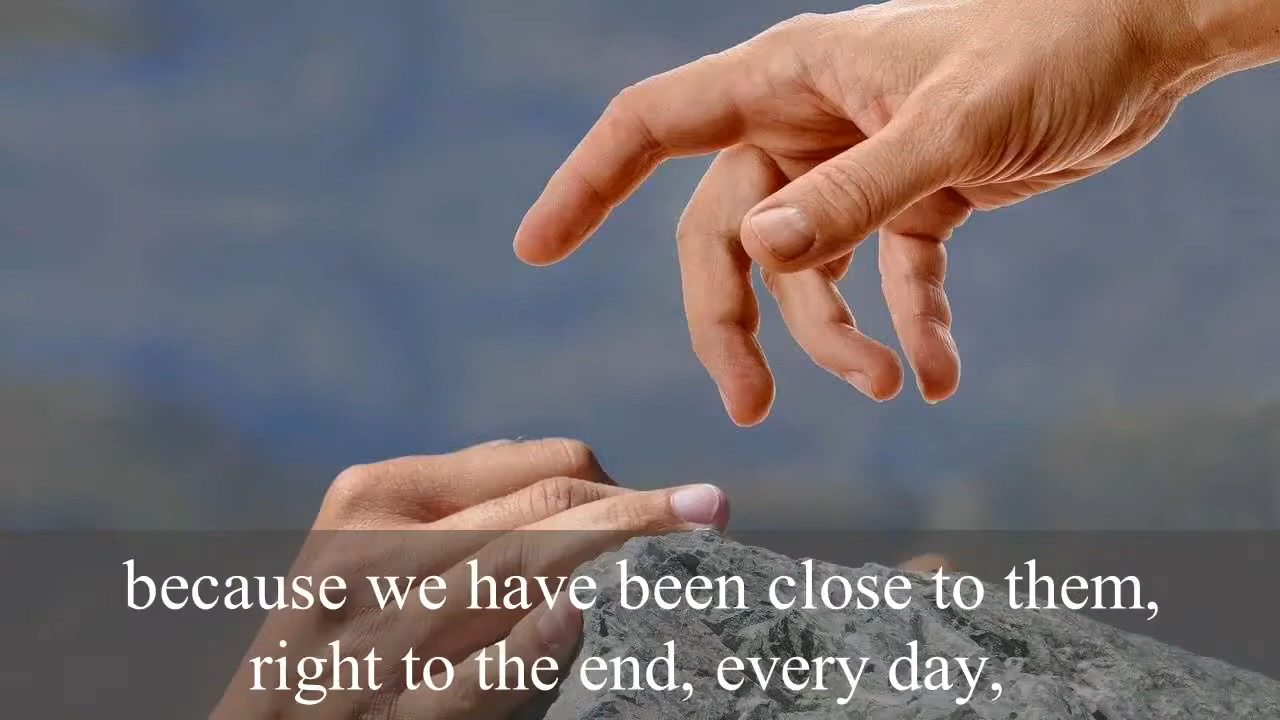 because we have been close to them,
right to the end, every day,